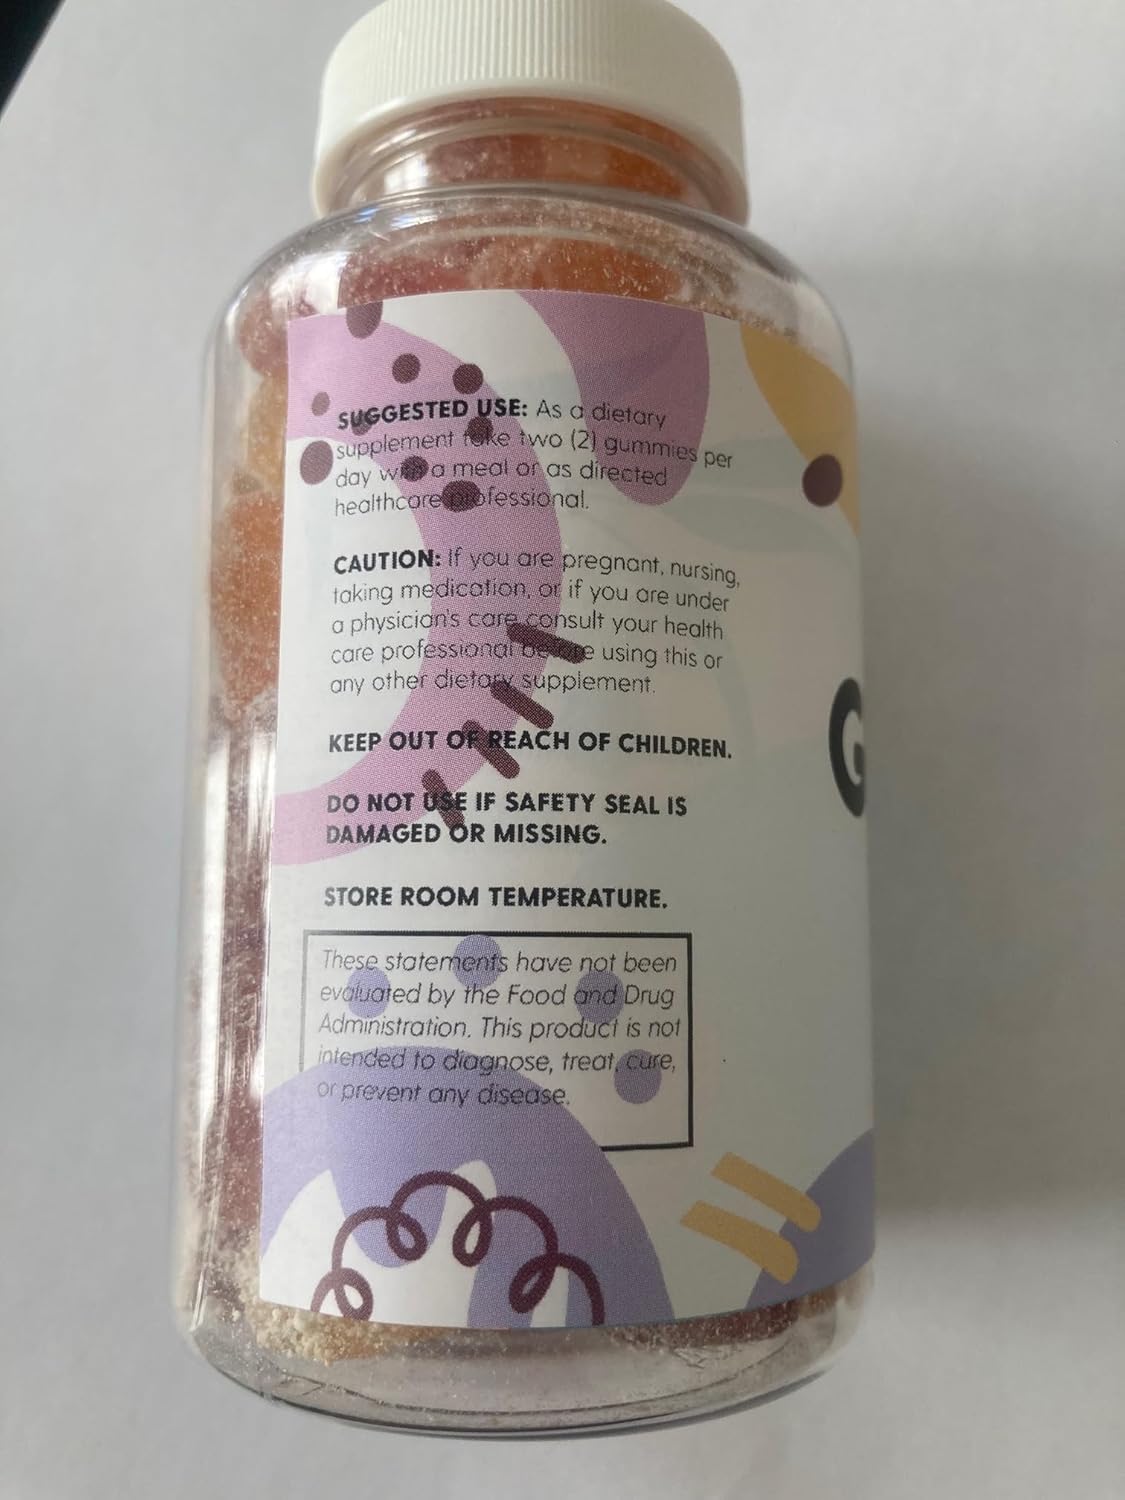 SUGGESTED USE: As a dietary
supplement take two (2) gummies per
day with a meal or as directed
healthcare professional.
CAUTION: If you are pregnant, nursing,
taking medication, or if you are under
a physician's care consult your health
care professional before using this or
any other dietary supplement.
KEEP OUT OF REACH OF CHILDREN.
DO NOT USE IF SAFETY SEAL IS
DAMAGED OR MISSING.
STORE ROOM TEMPERATURE.
These statements have not been
evaluated by the Food and Drug
Administration. This product is not
intended to diagnose, treat, cure,
or prevent any disease.
G